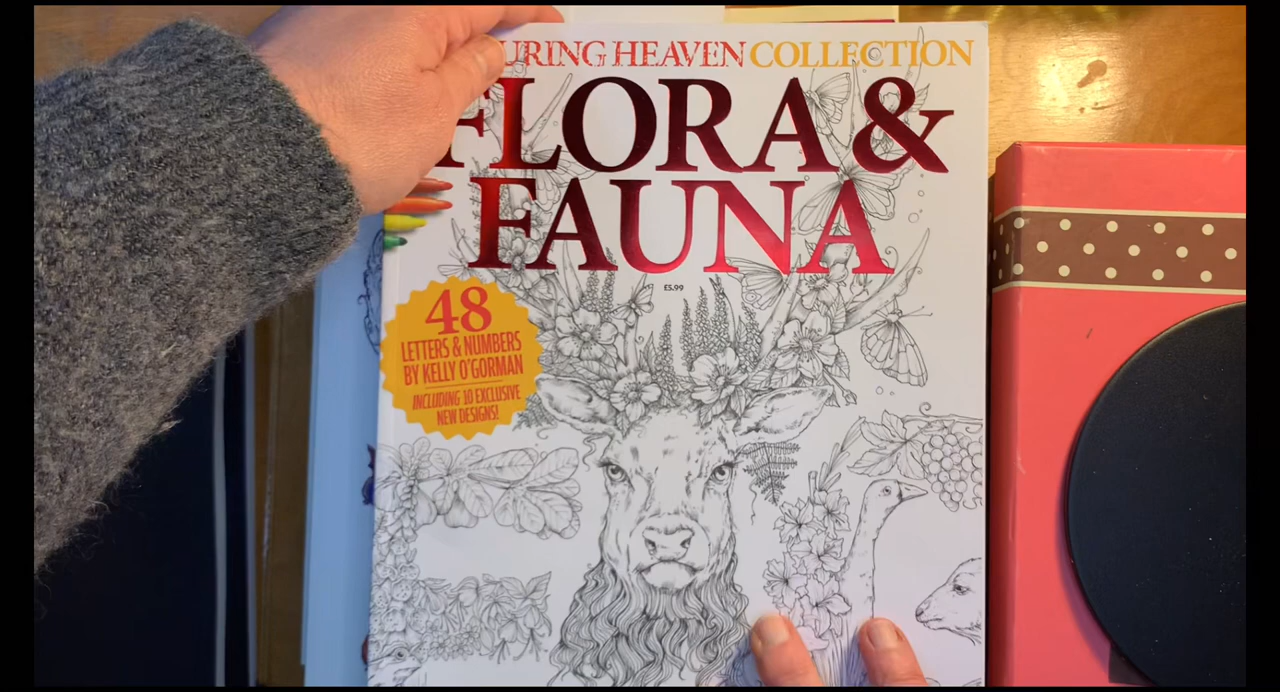 URING HEAVEN COLLECTION
FLORA &
FAUNA
£5.99
48
LETTERS & NUMBERS
BY KELLY O'GORMAN
INCLUDING 10 EXCLUSIVE
NEW DESIGNS!